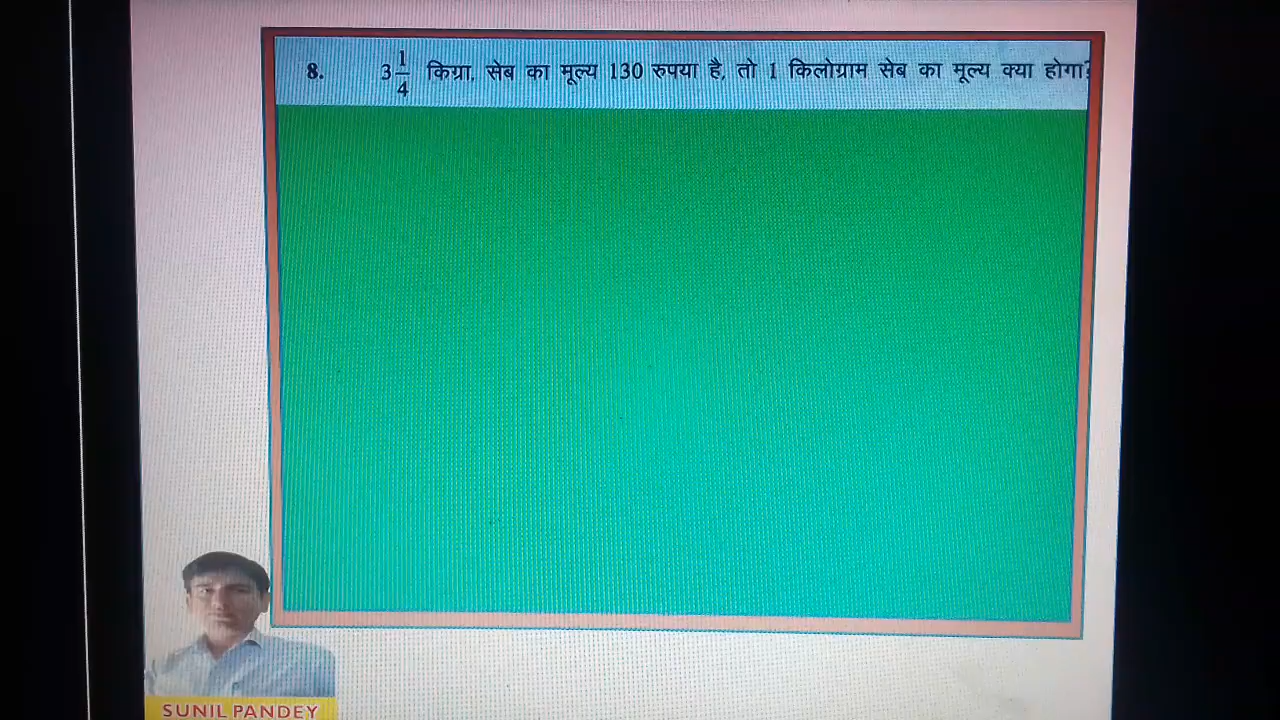 8. 3 1/4 किग्रा. सेब का मूल्य 130 रुपया है, तो 1 किलोग्राम सेब का मूल्य क्या होगा?
SUNIL PANDEY